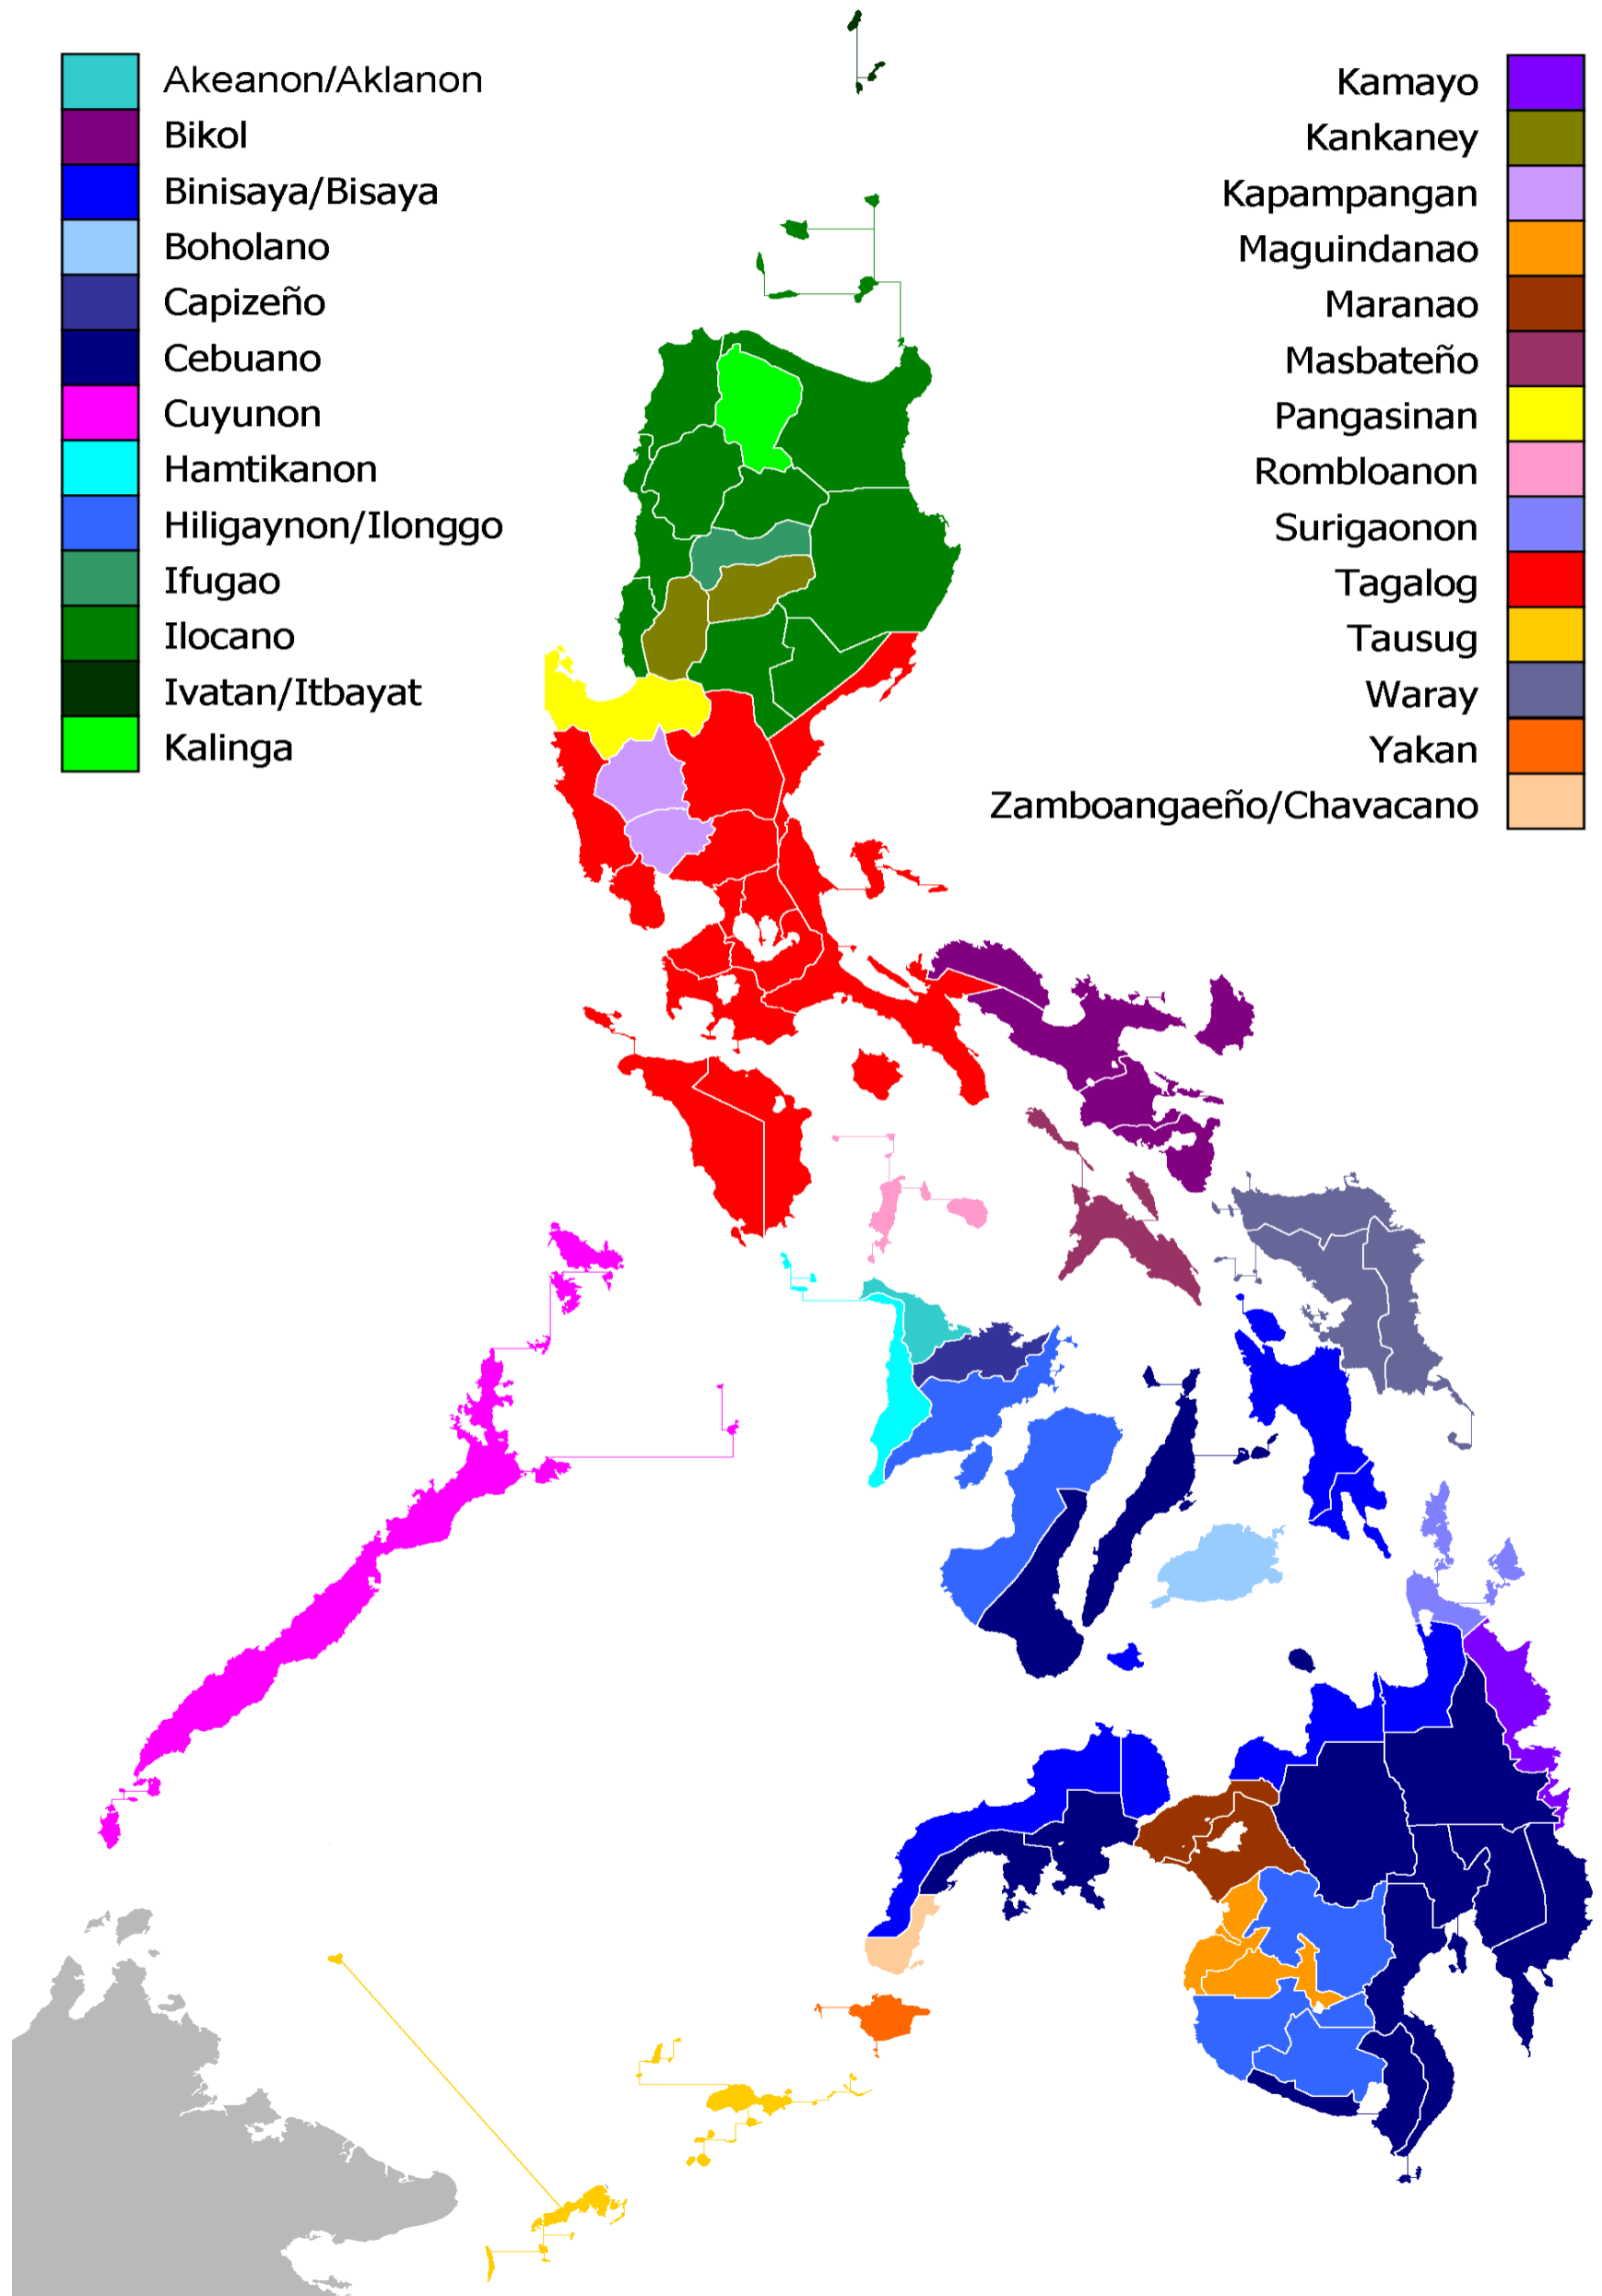 Akeanon/Aklanon
Bikol
Binisaya/Bisaya
Boholano
Capizeño
Cebuano
Cuyunon
Hamtikanon
Hiligaynon/Ilonggo
Ifugao
Ilocano
Ivatan/Itbayat
Kalinga
Kamayo
Kankaney
Kapampangan
Maguindanao
Maranao
Masbateño
Pangasinan
Rombloanon
Surigaonon
Tagalog
Tausug
Waray
Yakan
Zamboangaeño/Chavacano